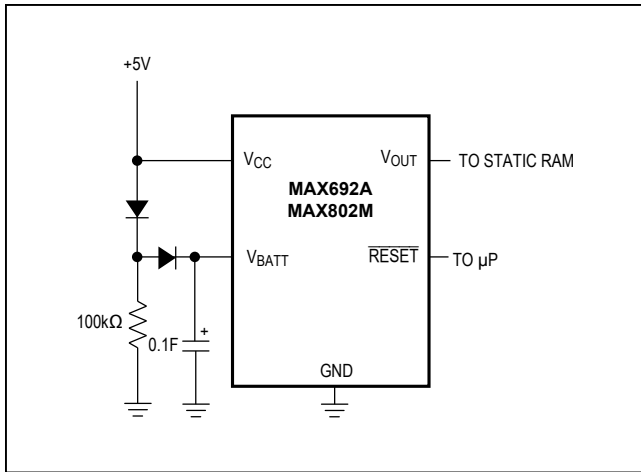 +5V
VCC
VOUT
TO STATIC RAM
MAX692A
MAX802M
VBATT
RESET
TO µP
100kΩ
0.1F
+
GND